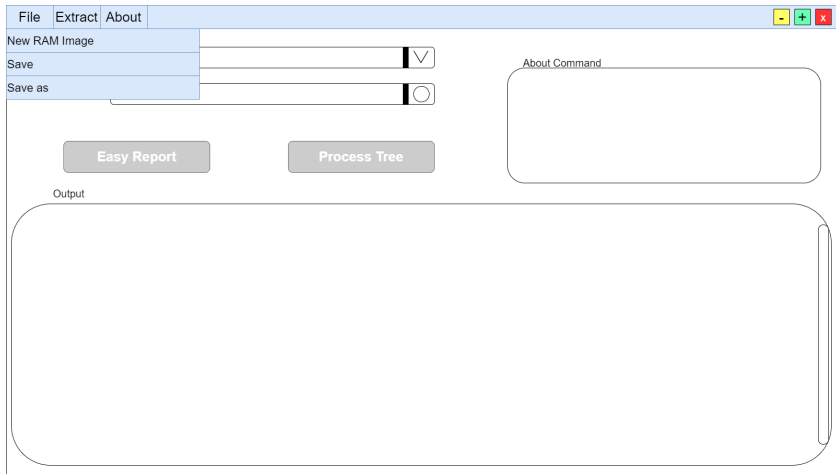 File Extract About - + x
New RAM Image
Save
About Command
Save as
Easy Report Process Tree
Output